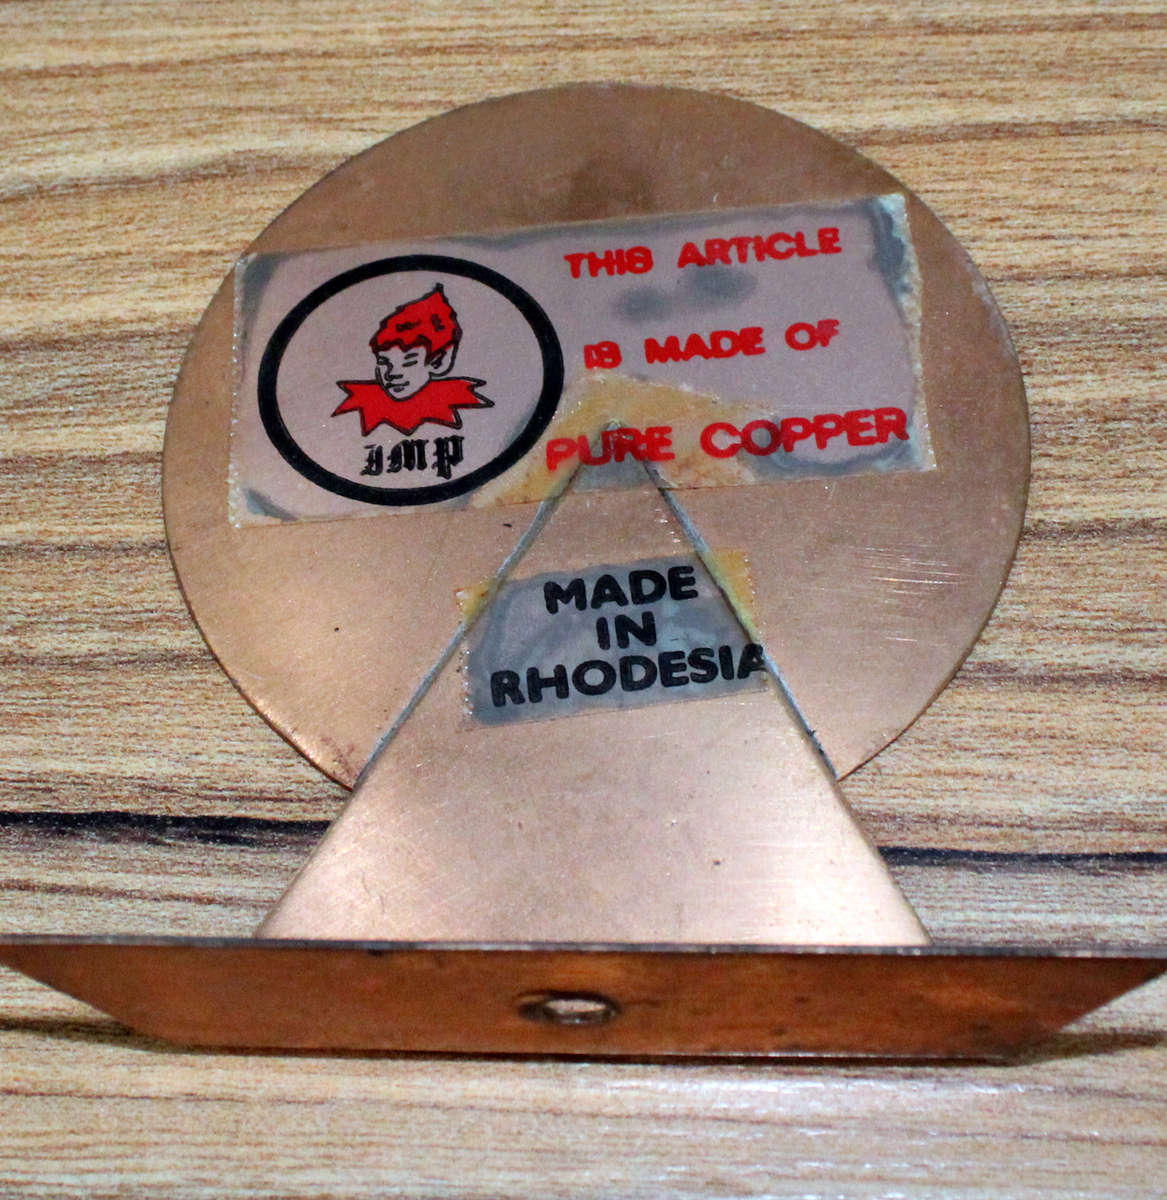 THIS ARTICLE
IS MADE OF
PURE COPPER
IMP
MADE
IN
RHODESIA